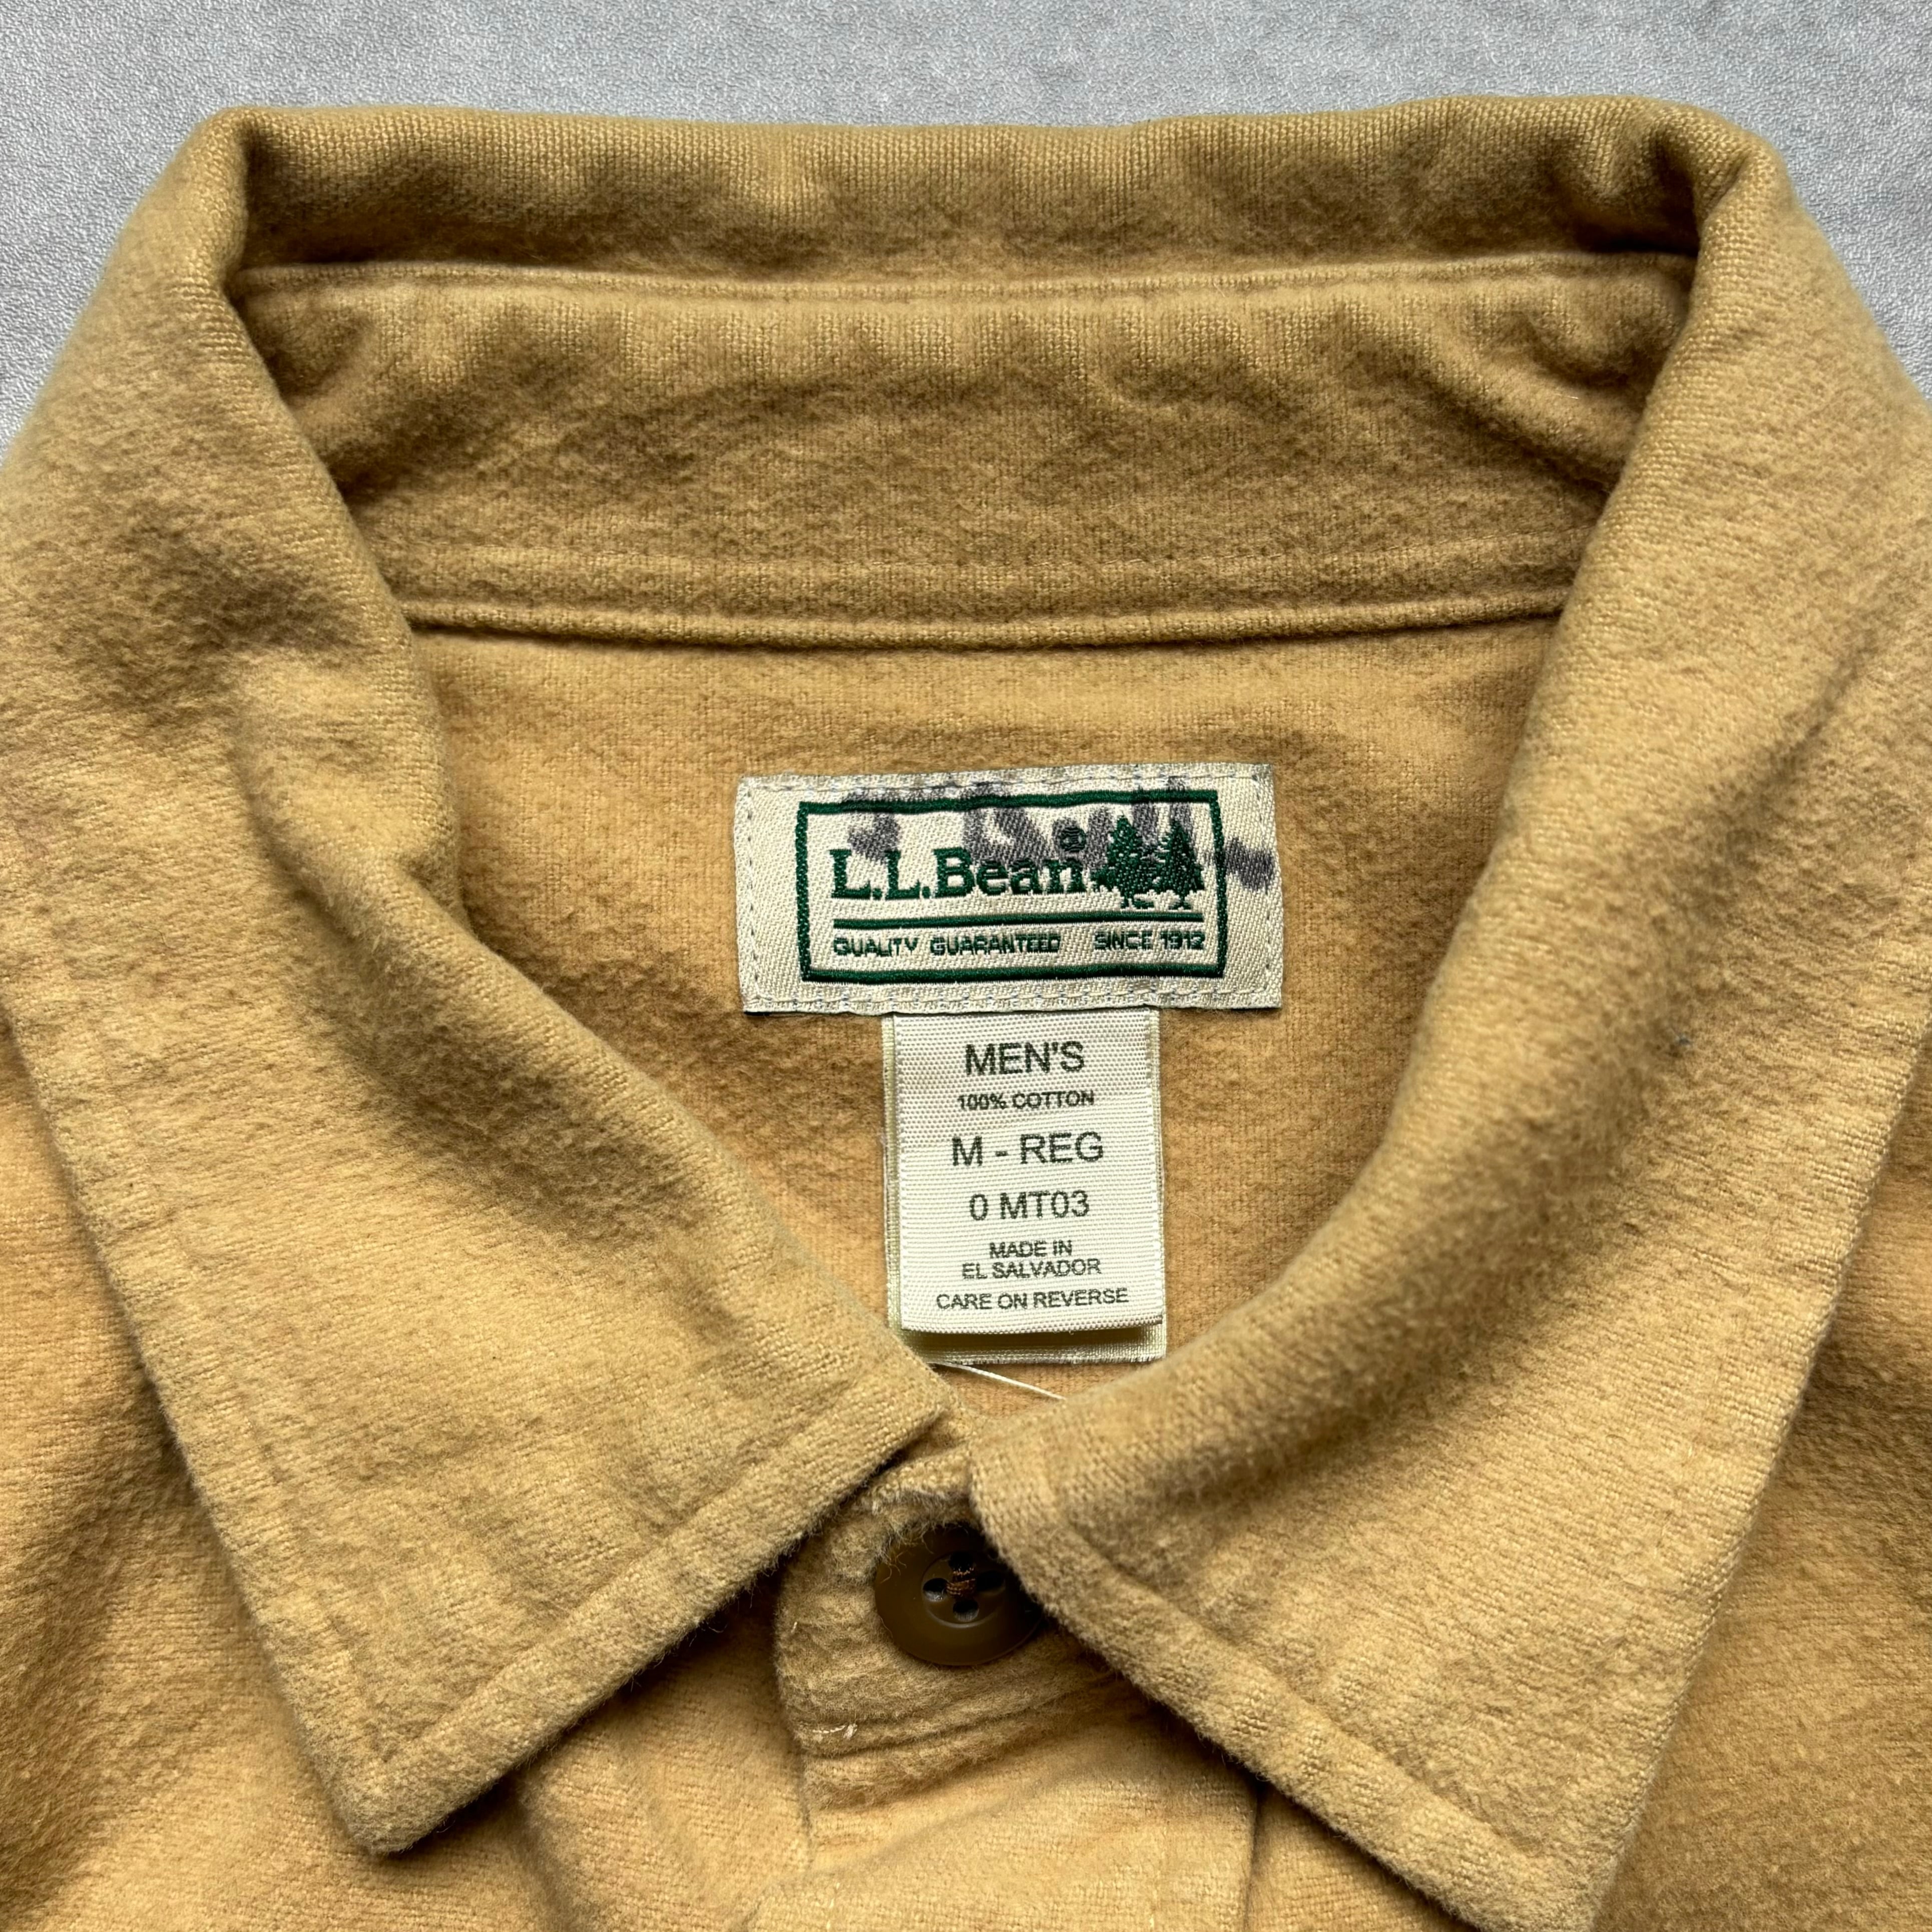 L.L.Bean®
QUALITY GUARANTEED SINCE 1912
MEN'S
100% COTTON
M - REG
0 MT03
MADE IN
EL SALVADOR
CARE ON REVERSE